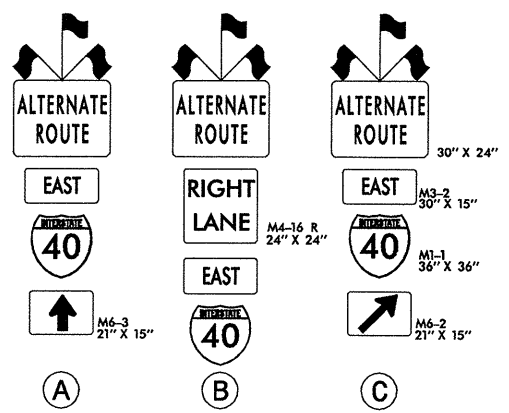 ALTERNATE
ROUTE
EAST
INTERSTATE
40
M6-3
21" X 15"
A
ALTERNATE
ROUTE
RIGHT
LANE
M4-16 R
24" X 24"
EAST
INTERSTATE
40
B
ALTERNATE
ROUTE
30" X 24"
EAST
M3-2
30" X 15"
INTERSTATE
40
M1-1
36" X 36"
M6-2
21" X 15"
C